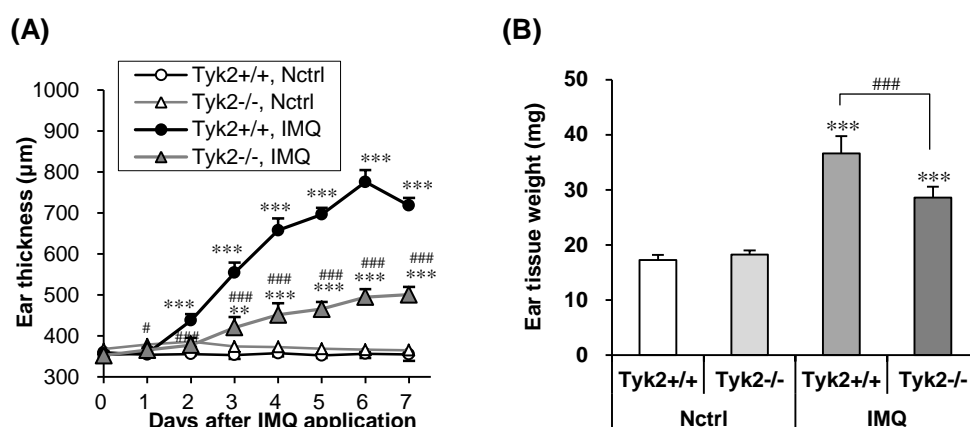 (A)
Tyk2+/+, Nctrl
Tyk2-/-, Nctrl
Tyk2+/+, IMQ
Tyk2-/-, IMQ
Ear thickness (μm)
1000
900
800
700
600
500
400
300
***
***
***
***
***
***
###
###
###
###
###
***
***
***
***
**
#
###
0 1 2 3 4 5 6 7
Days after IMQ application
(B)
Ear tissue weight (mg)
50
40
30
20
10
0
###
***
***
Tyk2+/+ Tyk2-/- Tyk2+/+ Tyk2-/-
Nctrl IMQ